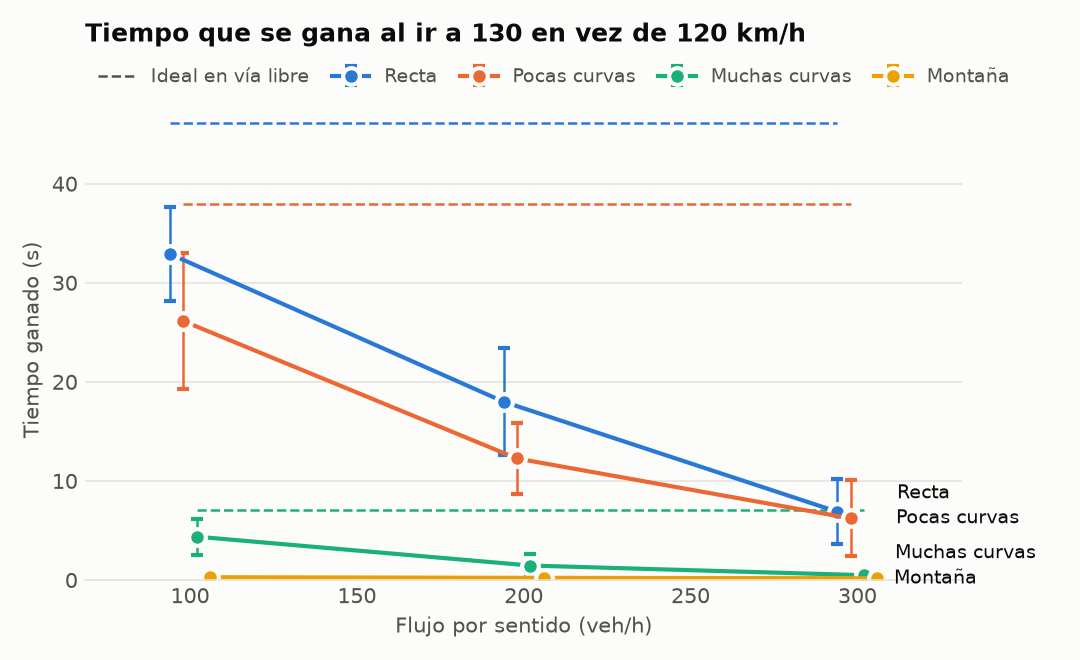 Tiempo que se gana al ir a 130 en vez de 120 km/h
Ideal en vía libre
Recta
Pocas curvas
Muchas curvas
Montaña
Tiempo ganado (s)
40
30
20
10
0
Recta
Pocas curvas
Muchas curvas
Montaña
100
150
200
250
300
Flujo por sentido (veh/h)